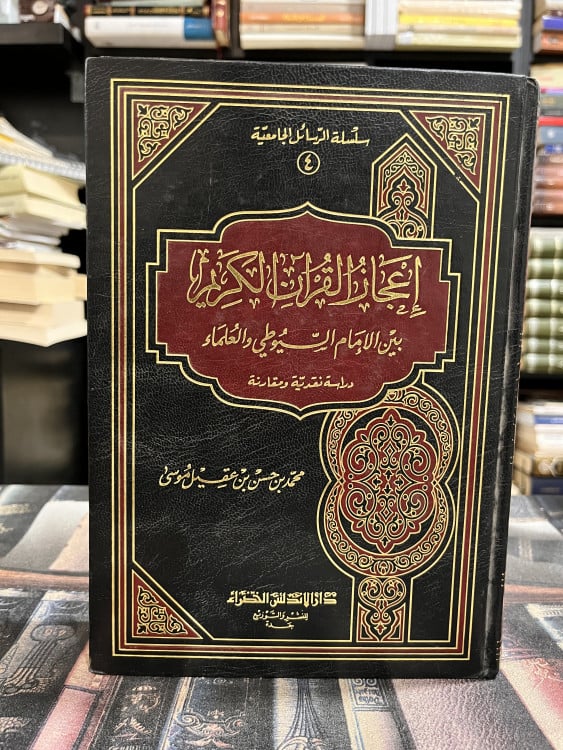 سلسلة الرسائل الجامعية
٤
إعجاز القرآن الكريم
بين الإمام السيوطي والعلماء
دراسة نقدية ومقارنة
محمد بن حسن بن عقيل موسى
دار الأندلس الخضراء
للنشر والتوزيع
بجدة